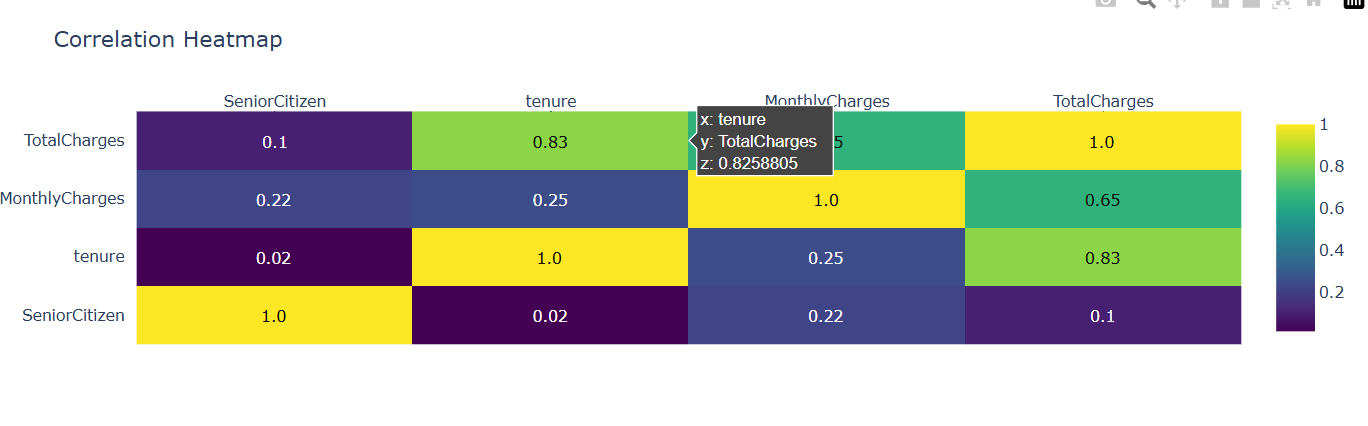 Correlation Heatmap
SeniorCitizen tenure MonthlyCharges TotalCharges
x: tenure
y: TotalCharges
z: 0.8258805
TotalCharges 0.1 0.83 5 1.0
MonthlyCharges 0.22 0.25 1.0 0.65
tenure 0.02 1.0 0.25 0.83
SeniorCitizen 1.0 0.02 0.22 0.1
1
0.8
0.6
0.4
0.2